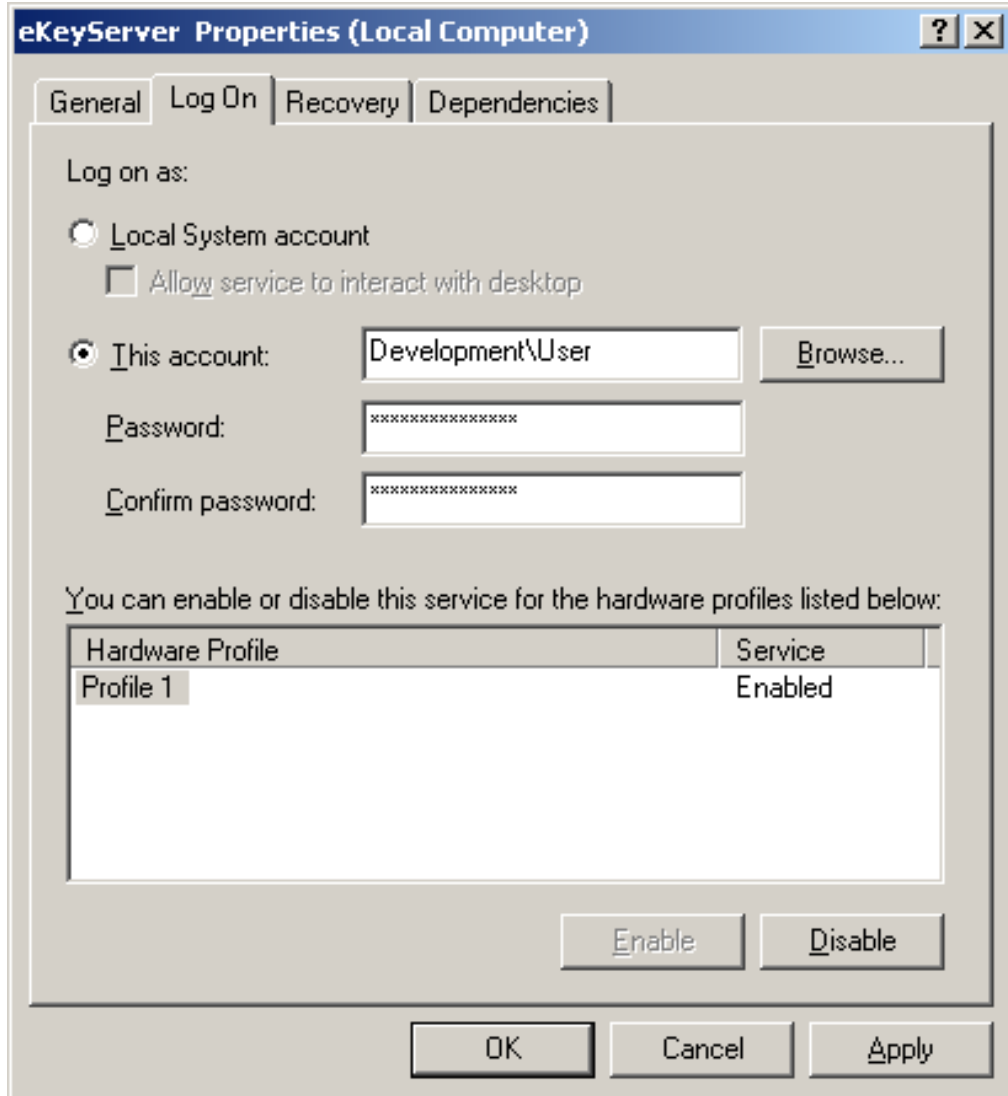 eKeyServer Properties (Local Computer)
General Log On Recovery Dependencies
Log on as:
Local System account
Allow service to interact with desktop
This account: Development\User Browse...
Password: ***************
Confirm password: ***************
You can enable or disable this service for the hardware profiles listed below:
Hardware Profile Service
Profile 1 Enabled
Enable Disable
OK Cancel Apply